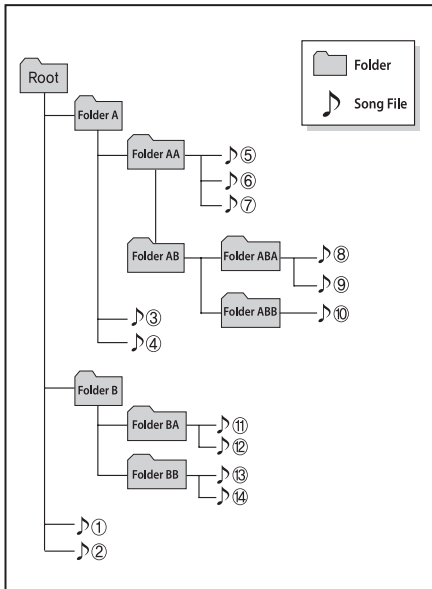 Root
Folder
Song File
Folder A
Folder AA
⑤
⑥
⑦
Folder AB
Folder ABA
⑧
⑨
Folder ABB
⑩
③
④
Folder B
Folder BA
⑪
⑫
Folder BB
⑬
⑭
①
②